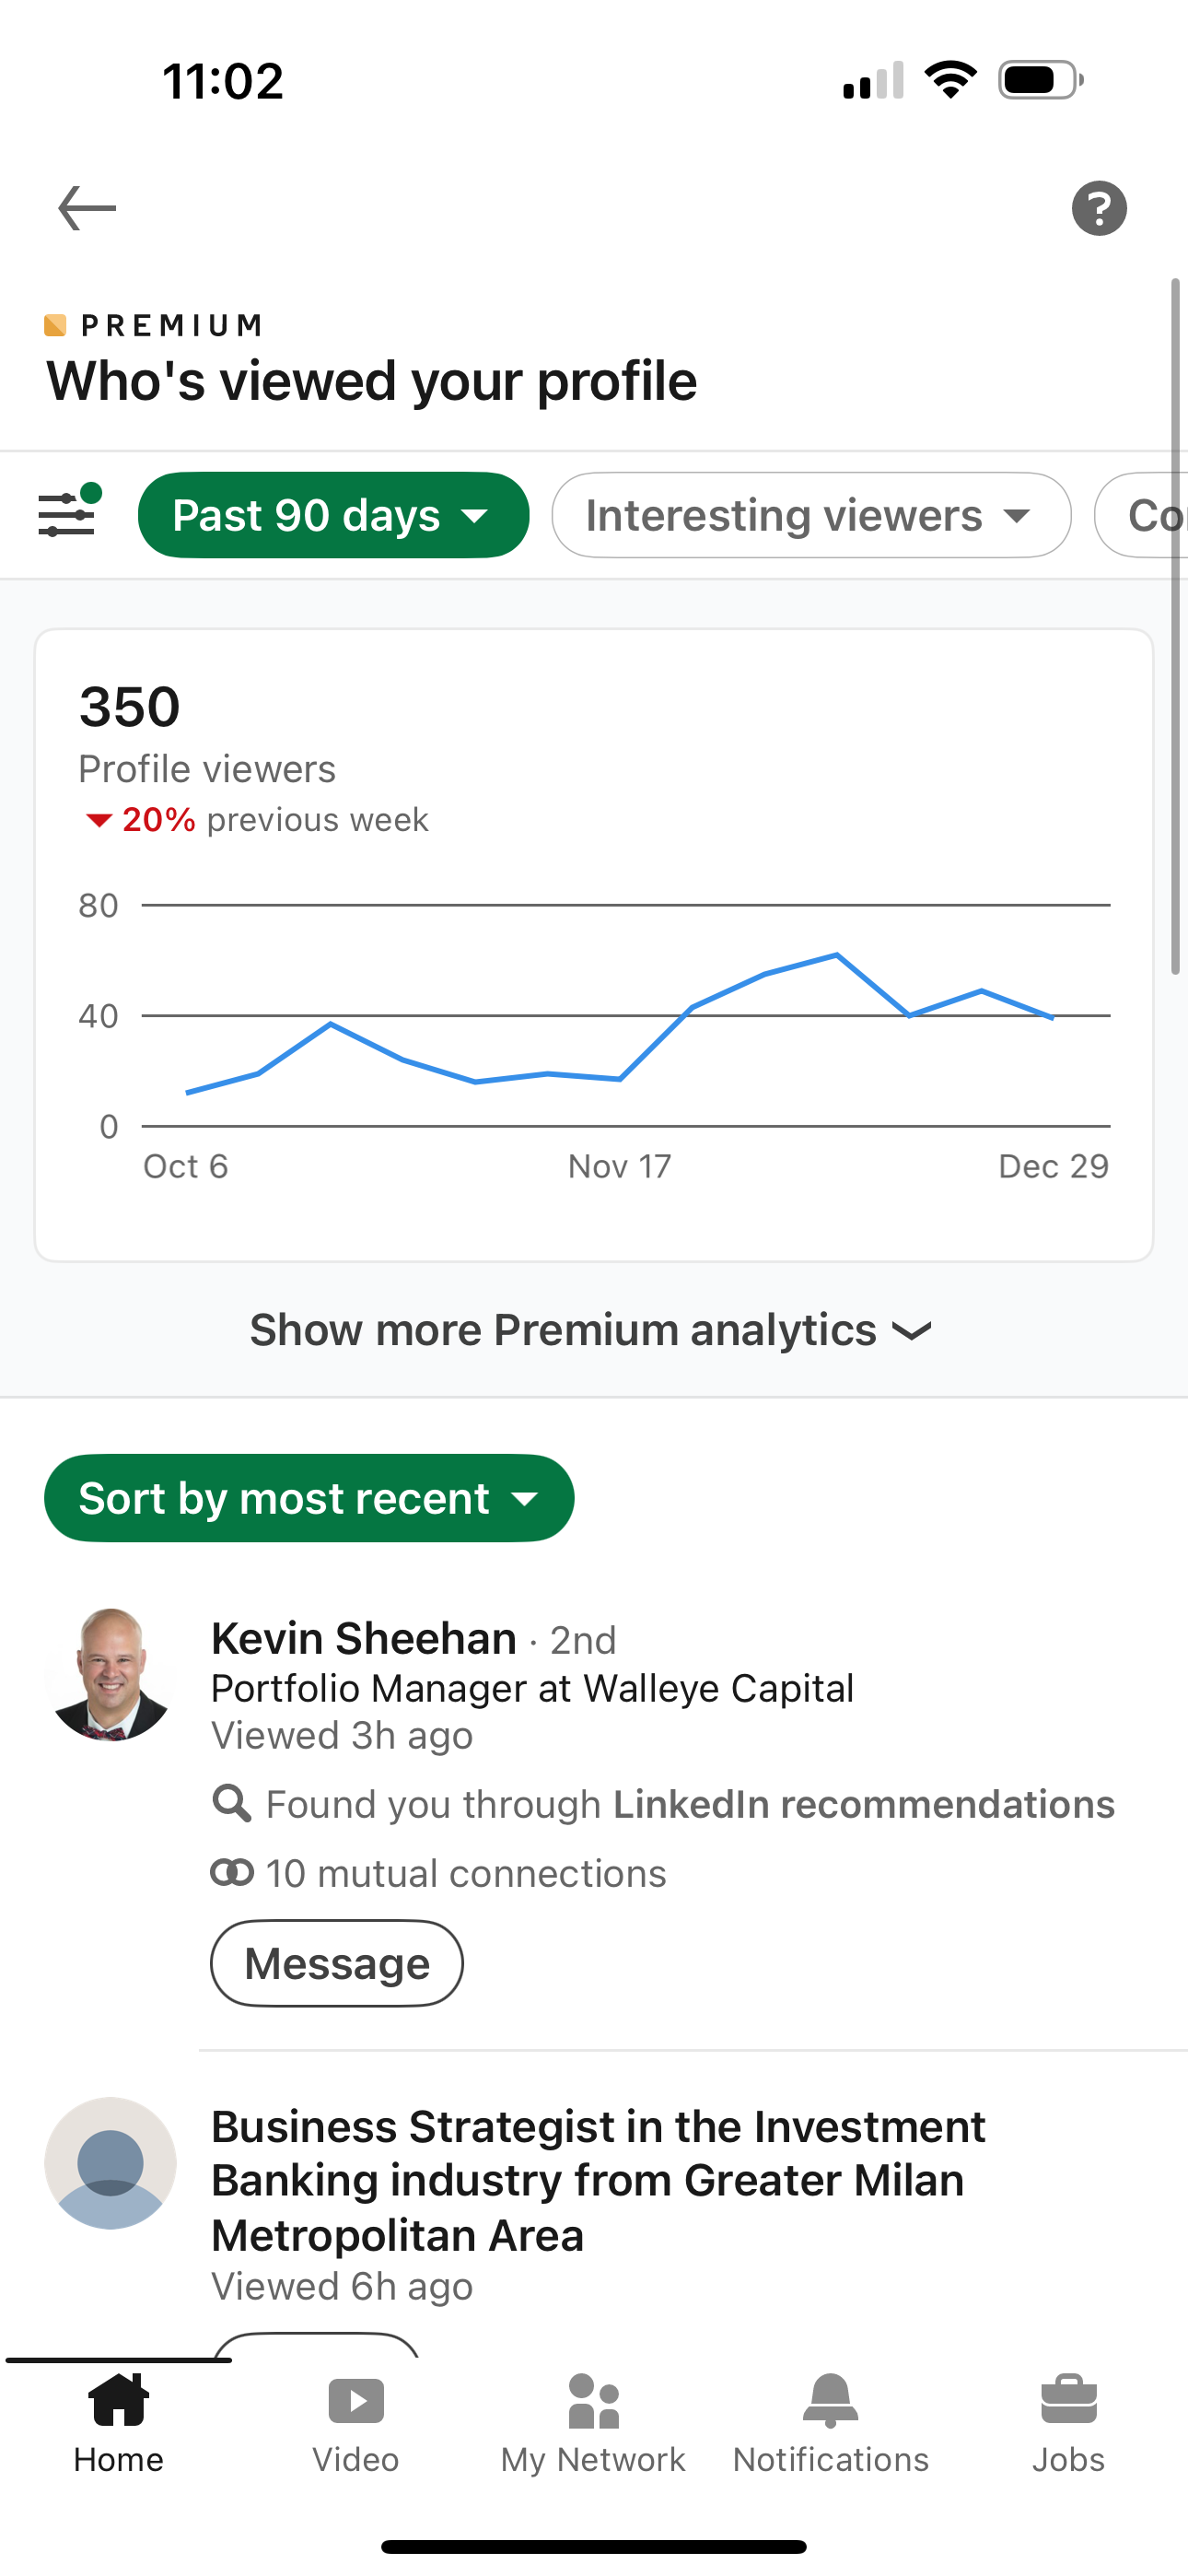 11:02
PREMIUM
Who's viewed your profile
Past 90 days
Interesting viewers
350
Profile viewers
20% previous week
80
40
0
Oct 6 Nov 17 Dec 29
Show more Premium analytics
Sort by most recent
Kevin Sheehan · 2nd
Portfolio Manager at Walleye Capital
Viewed 3h ago
Found you through LinkedIn recommendations
10 mutual connections
Message
Business Strategist in the Investment
Banking industry from Greater Milan
Metropolitan Area
Viewed 6h ago
Home Video My Network Notifications Jobs